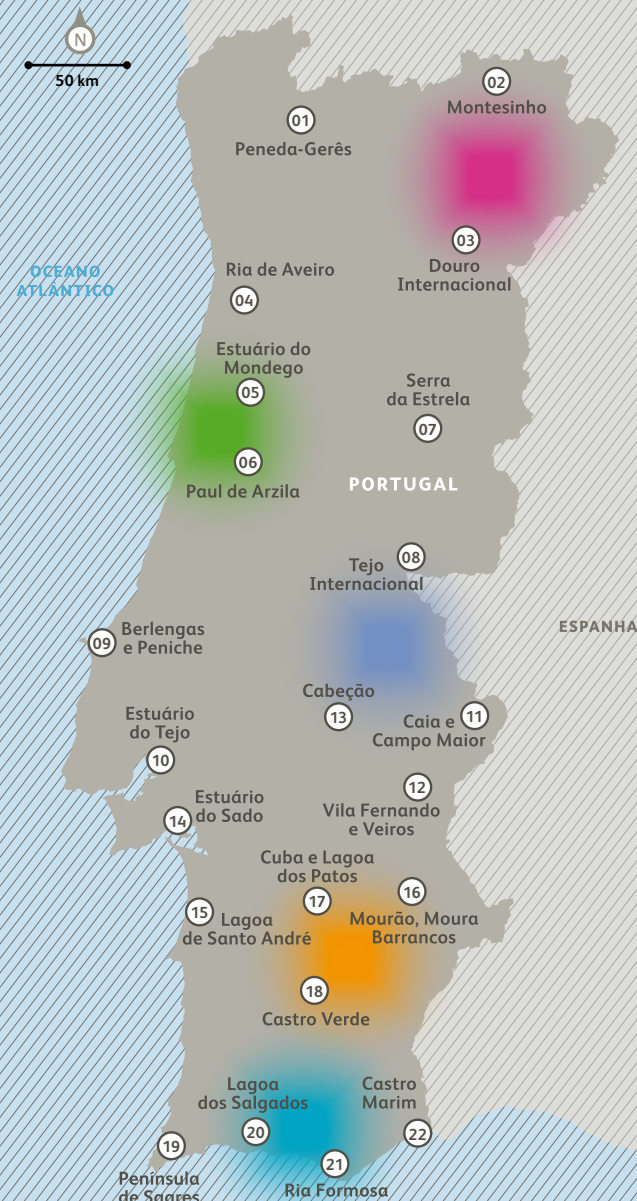 N
50 km
02
Montesinho
01
Peneda-Gerês
03
Douro
Internacional
OCEANO
ATLÂNTICO
Ria de Aveiro
04
Estuário do
Mondego
05
Serra
da Estrela
07
06
Paul de Arzila
PORTUGAL
08
Tejo
Internacional
ESPANHA
09
Berlengas
e Peniche
Cabeção
13
11
Caia e
Campo Maior
Estuário
do Tejo
10
12
Vila Fernando
e Veiros
Estuário
do Sado
14
Cuba e Lagoa
dos Patos
17
16
Mourão, Moura
Barrancos
15
Lagoa
de Santo André
18
Castro Verde
Lagoa
dos Salgados
20
Castro
Marim
22
19
Península
de Sagres
21
Ria Formosa